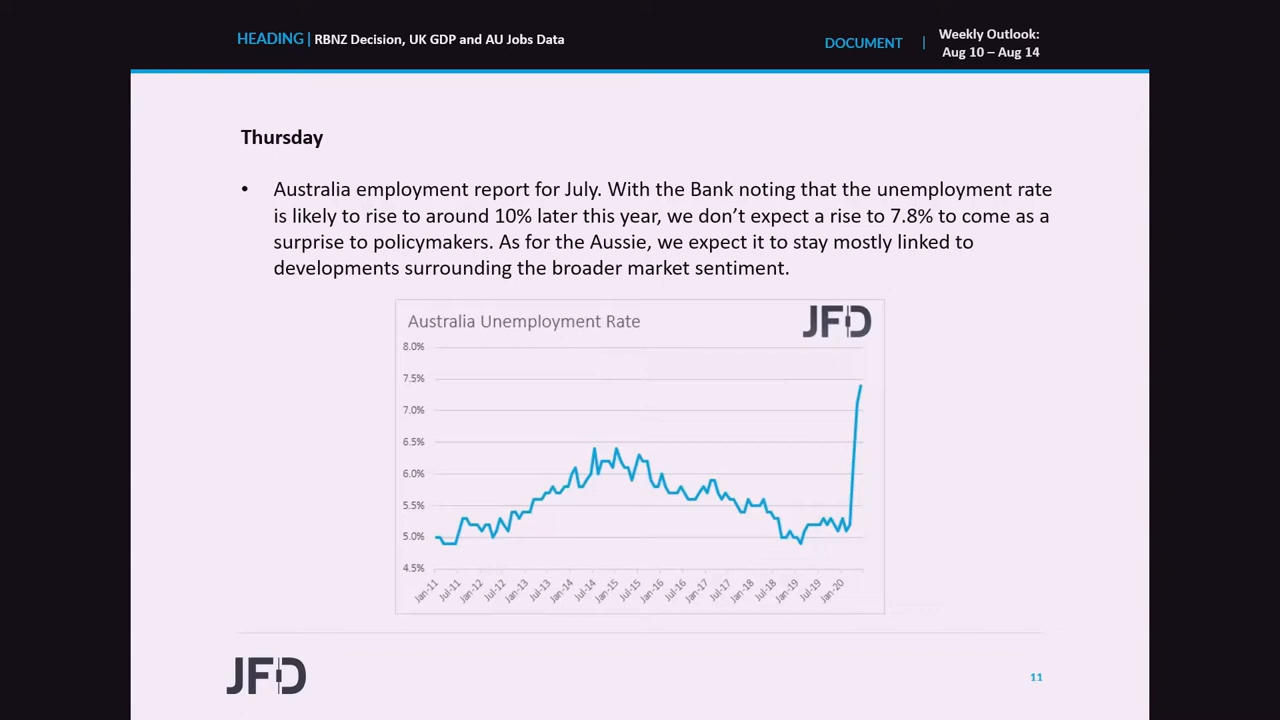 HEADING | RBNZ Decision, UK GDP and AU Jobs Data
DOCUMENT | Weekly Outlook:
Aug 10 – Aug 14
Thursday
• Australia employment report for July. With the Bank noting that the unemployment rate
is likely to rise to around 10% later this year, we don’t expect a rise to 7.8% to come as a
surprise to policymakers. As for the Aussie, we expect it to stay mostly linked to
developments surrounding the broader market sentiment.
Australia Unemployment Rate
JFD
8.0%
7.5%
7.0%
6.5%
6.0%
5.5%
5.0%
4.5%
Jan-11
Jul-11
Jan-12
Jul-12
Jan-13
Jul-13
Jan-14
Jul-14
Jan-15
Jul-15
Jan-16
Jul-16
Jan-17
Jul-17
Jan-18
Jul-18
Jan-19
Jul-19
Jan-20
JFD
11